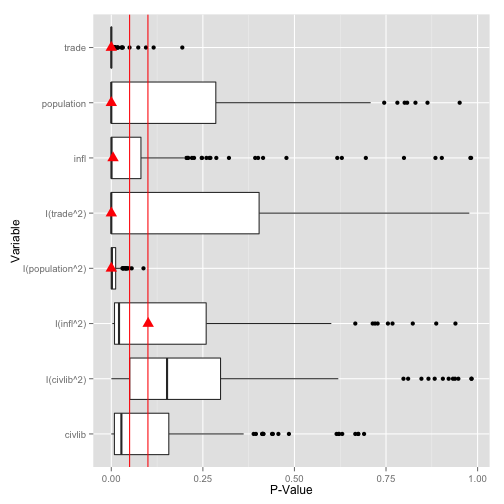 trade
population
infl
I(trade^2)
I(population^2)
I(infl^2)
I(civlib^2)
civlib
Variable
0.00 0.25 0.50 0.75 1.00
P-Value